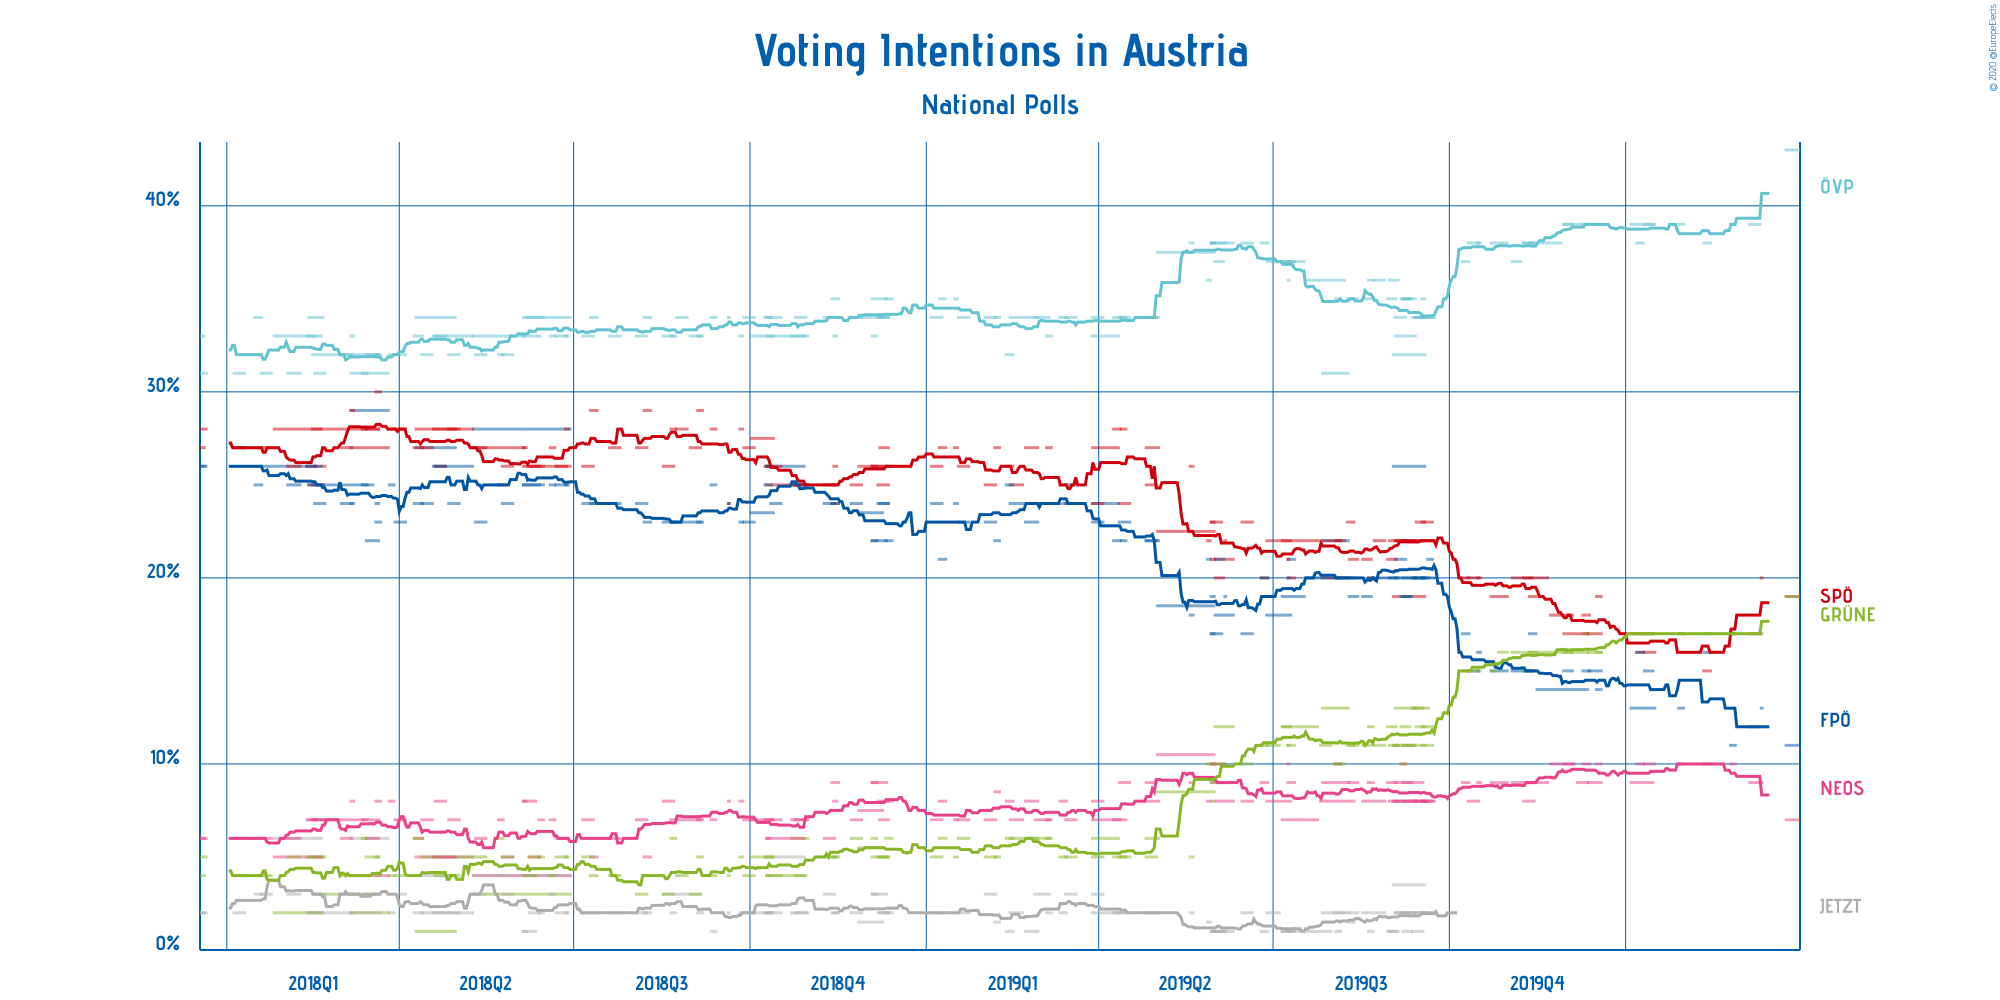 © 2020 @EuropeElects
Voting Intentions in Austria
National Polls
40%
30%
20%
10%
0%
ÖVP
SPÖ
GRÜNE
FPÖ
NEOS
JETZT
2018Q1 2018Q2 2018Q3 2018Q4 2019Q1 2019Q2 2019Q3 2019Q4